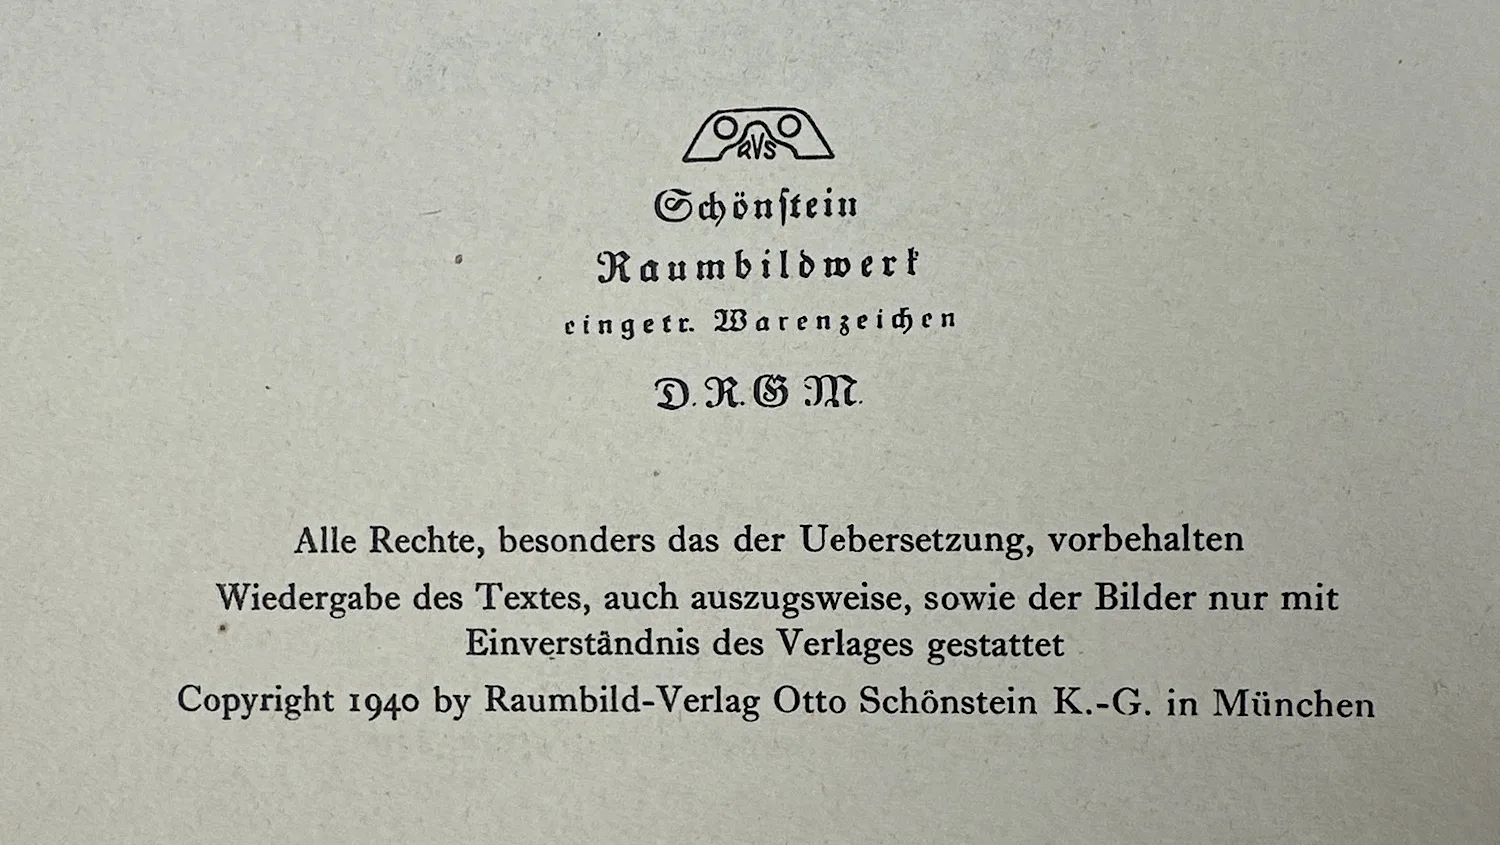 RVS
Schönſtein
Raumbildwerk
eingetr. Warenzeichen
D. R. G M.
Alle Rechte, besonders das der Uebersetzung, vorbehalten
Wiedergabe des Textes, auch auszugsweise, sowie der Bilder nur mit
Einverständnis des Verlages gestattet
Copyright 1940 by Raumbild-Verlag Otto Schönstein K.-G. in München